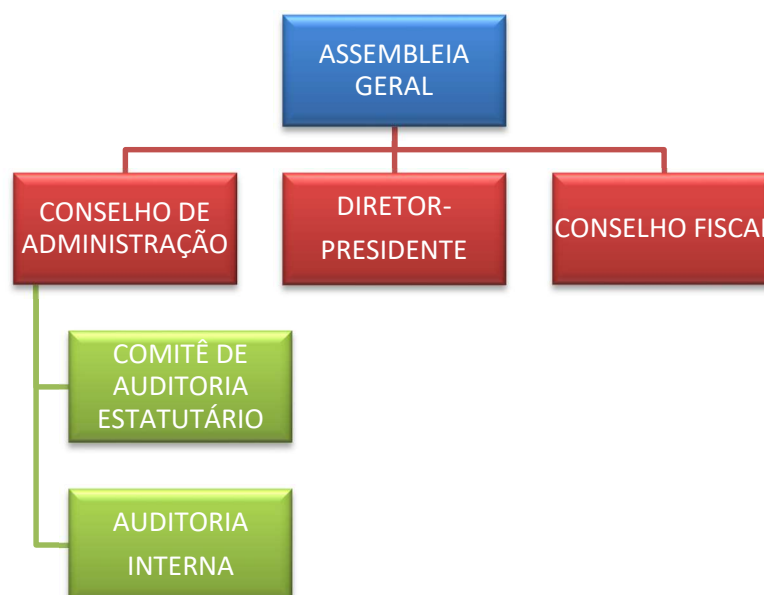 ASSEMBLEIA
GERAL
CONSELHO DE
ADMINISTRAÇÃO
DIRETOR-
PRESIDENTE
CONSELHO FISCAL
COMITÊ DE
AUDITORIA
ESTATUTÁRIO
AUDITORIA
INTERNA